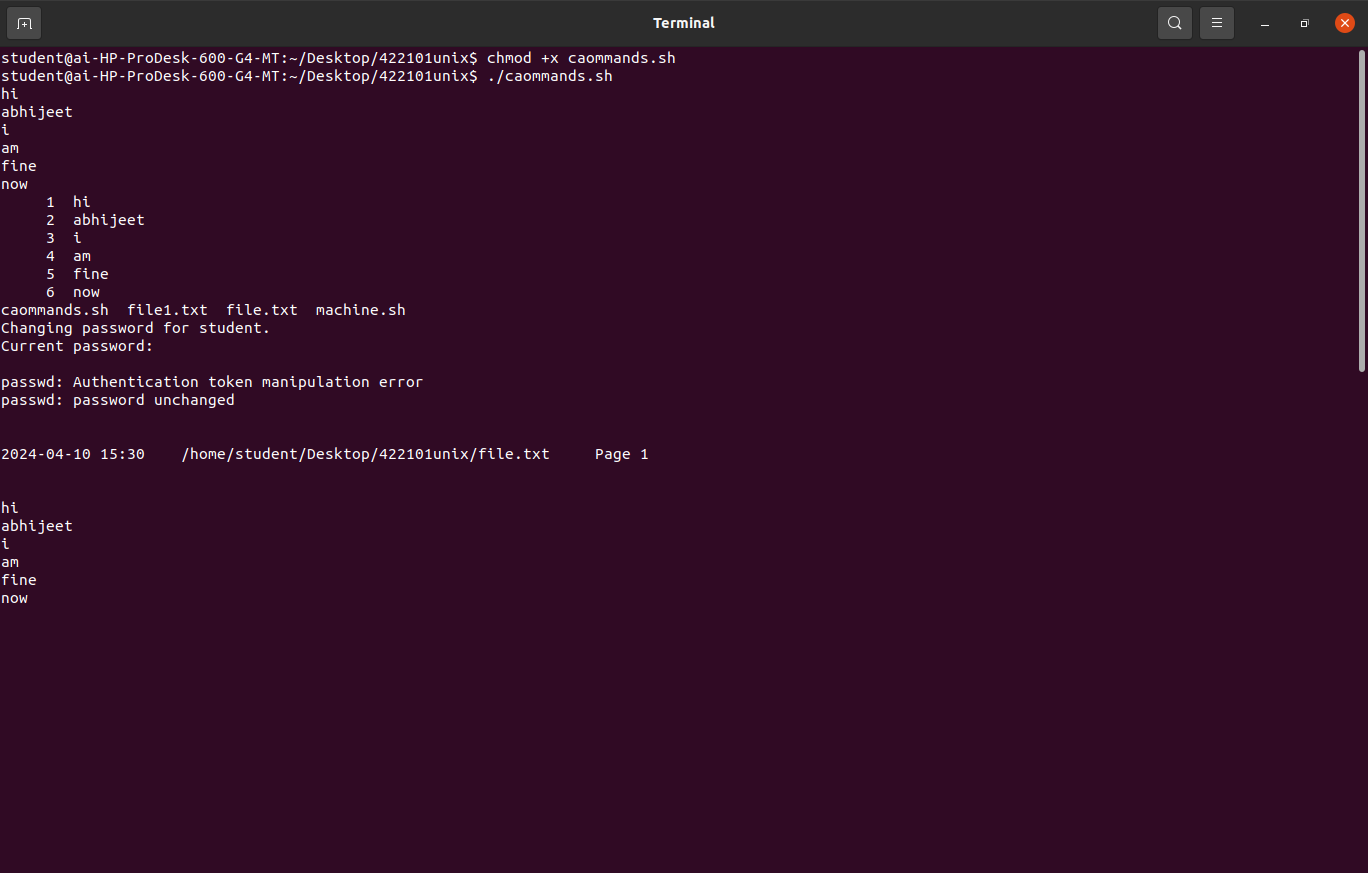 Terminal
student@ai-HP-ProDesk-600-G4-MT:~/Desktop/422101unix$ chmod +x caommands.sh
student@ai-HP-ProDesk-600-G4-MT:~/Desktop/422101unix$ ./caommands.sh
hi
abhijeet
i
am
fine
now
     1  hi
     2  abhijeet
     3  i
     4  am
     5  fine
     6  now
caommands.sh  file1.txt  file.txt  machine.sh
Changing password for student.
Current password:
passwd: Authentication token manipulation error
passwd: password unchanged
2024-04-10 15:30    /home/student/Desktop/422101unix/file.txt     Page 1
hi
abhijeet
i
am
fine
now